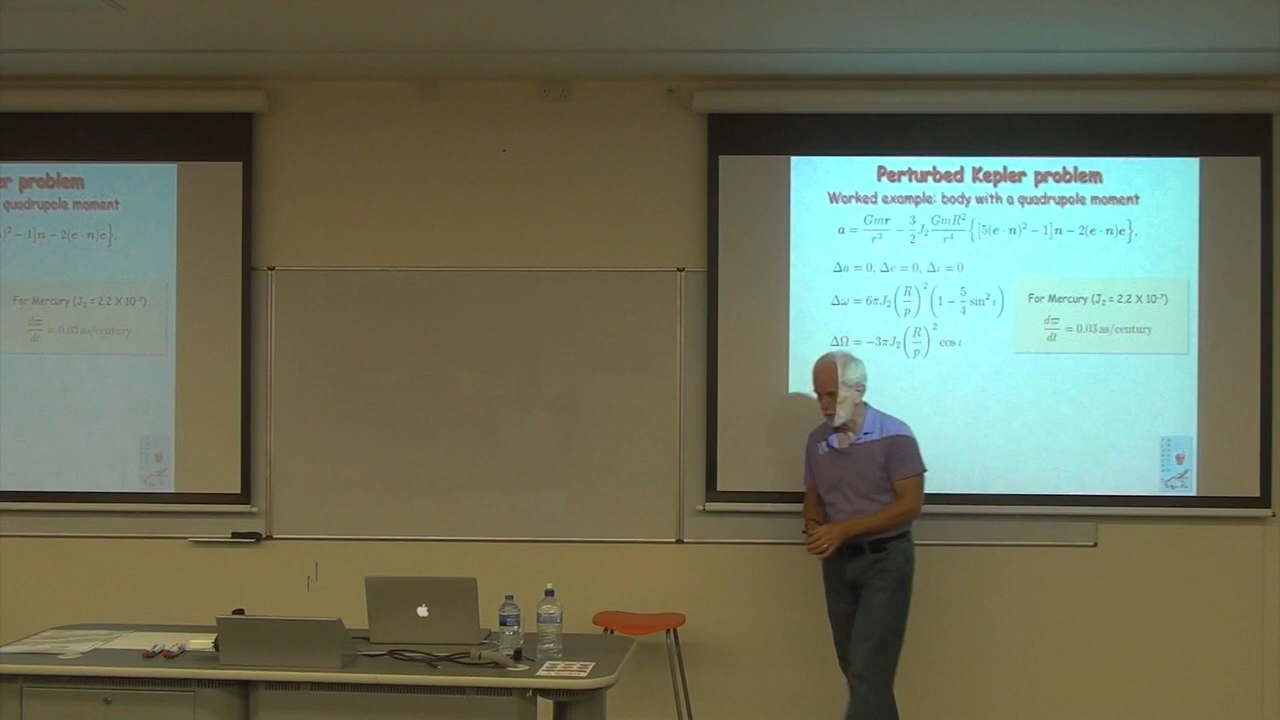 er problem
quadrupole moment
)² − 1]n − 2(e · n)e}.
For Mercury (J₂ = 2.2 X 10⁻⁷)
dϖ/dt = 0.03 as/century
Perturbed Kepler problem
Worked example: body with a quadrupole moment
a = Gmr/r³ − 3/2 J₂ GmR²/r⁴ {[5(e · n)² − 1]n − 2(e · n)e},
Δa = 0, Δe = 0, Δι = 0
Δω = 6πJ₂(R/p)²(1 − 5/4 sin² ι)
For Mercury (J₂ = 2.2 X 10⁻⁷)
dϖ/dt = 0.03 as/century
ΔΩ = −3πJ₂(R/p)² cos ι